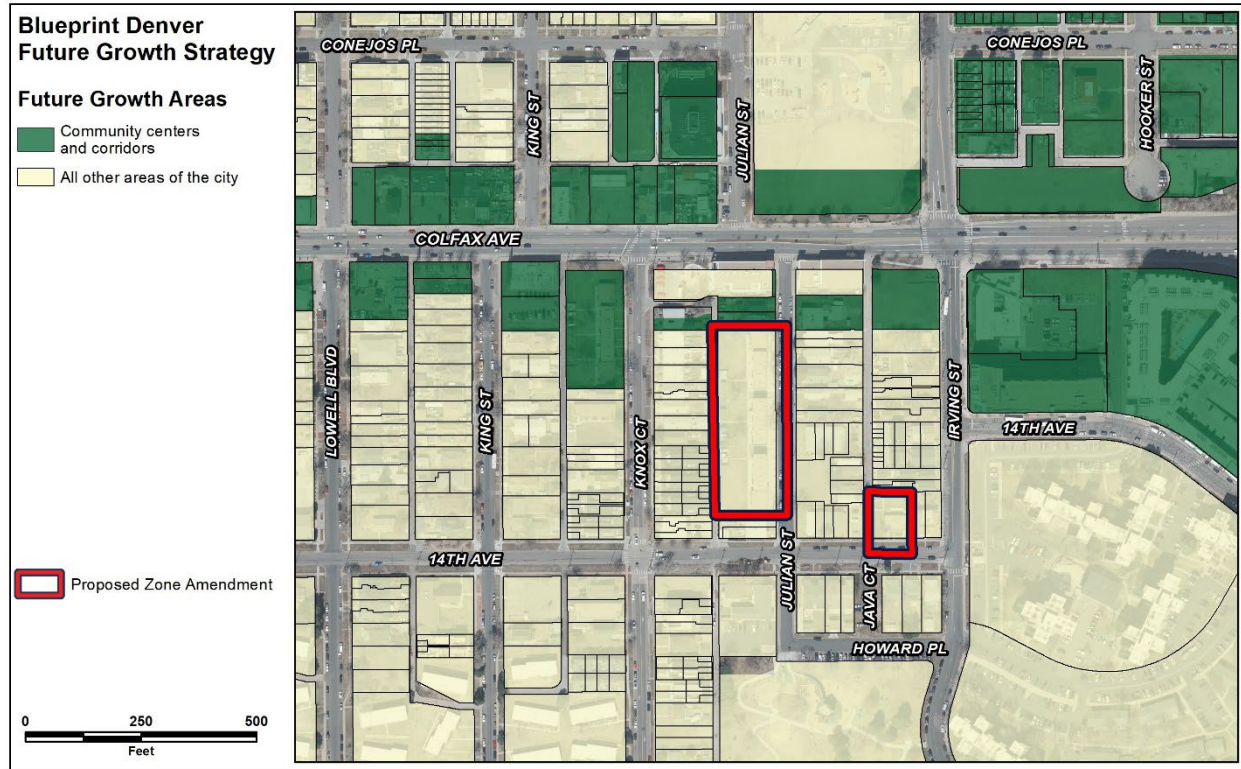 Blueprint Denver
Future Growth Strategy
Future Growth Areas
Community centers
and corridors
All other areas of the city
Proposed Zone Amendment
0 250 500
Feet
CONEJOS PL
CONEJOS PL
KING ST
JULIAN ST
HOOKER ST
COLFAX AVE
LOWELL BLVD
KING ST
KNOX CT
IRVING ST
14TH AVE
14TH AVE
JULIAN ST
JAVA CT
HOWARD PL